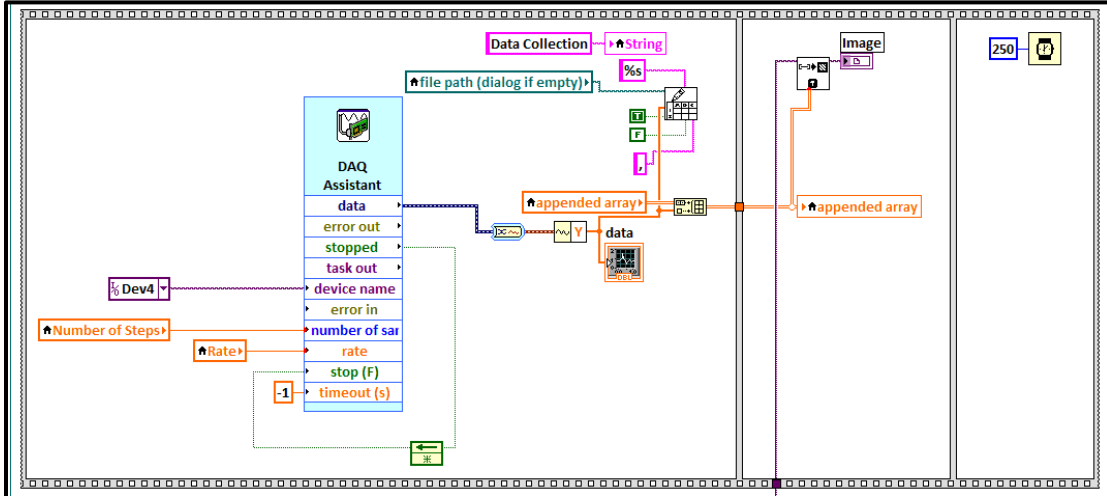 Data Collection
String
%s
file path (dialog if empty)
T
F
,
DAQ
Assistant
data
error out
stopped
task out
device name
error in
number of sar
rate
stop (F)
timeout (s)
Dev4
Number of Steps
Rate
-1
appended array
Y
data
DBL
Image
appended array
250